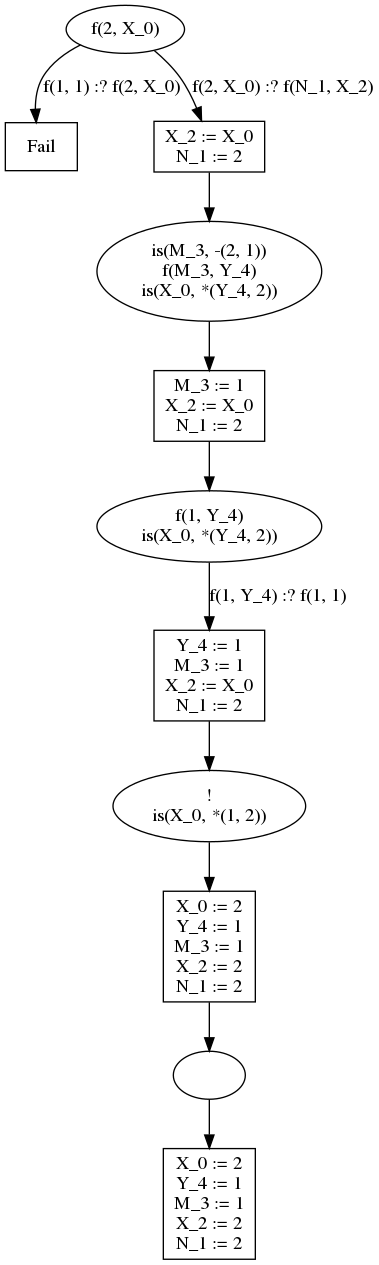 f(2, X_0)
f(1, 1) :? f(2, X_0)
f(2, X_0) :? f(N_1, X_2)
Fail
X_2 := X_0
N_1 := 2
is(M_3, -(2, 1))
f(M_3, Y_4)
is(X_0, *(Y_4, 2))
M_3 := 1
X_2 := X_0
N_1 := 2
f(1, Y_4)
is(X_0, *(Y_4, 2))
f(1, Y_4) :? f(1, 1)
Y_4 := 1
M_3 := 1
X_2 := X_0
N_1 := 2
!
is(X_0, *(1, 2))
X_0 := 2
Y_4 := 1
M_3 := 1
X_2 := 2
N_1 := 2
X_0 := 2
Y_4 := 1
M_3 := 1
X_2 := 2
N_1 := 2